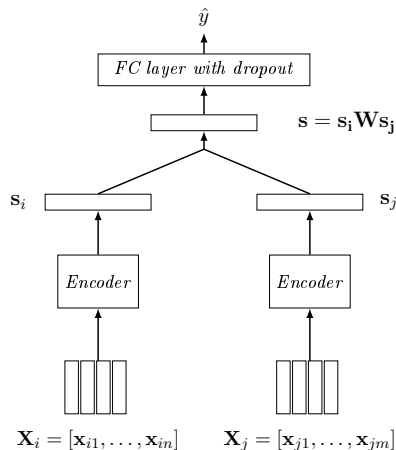 ŷ
FC layer with dropout
s = s_i W s_j
s_i s_j
Encoder Encoder
X_i = [x_i1, . . . , x_in] X_j = [x_j1, . . . , x_jm]